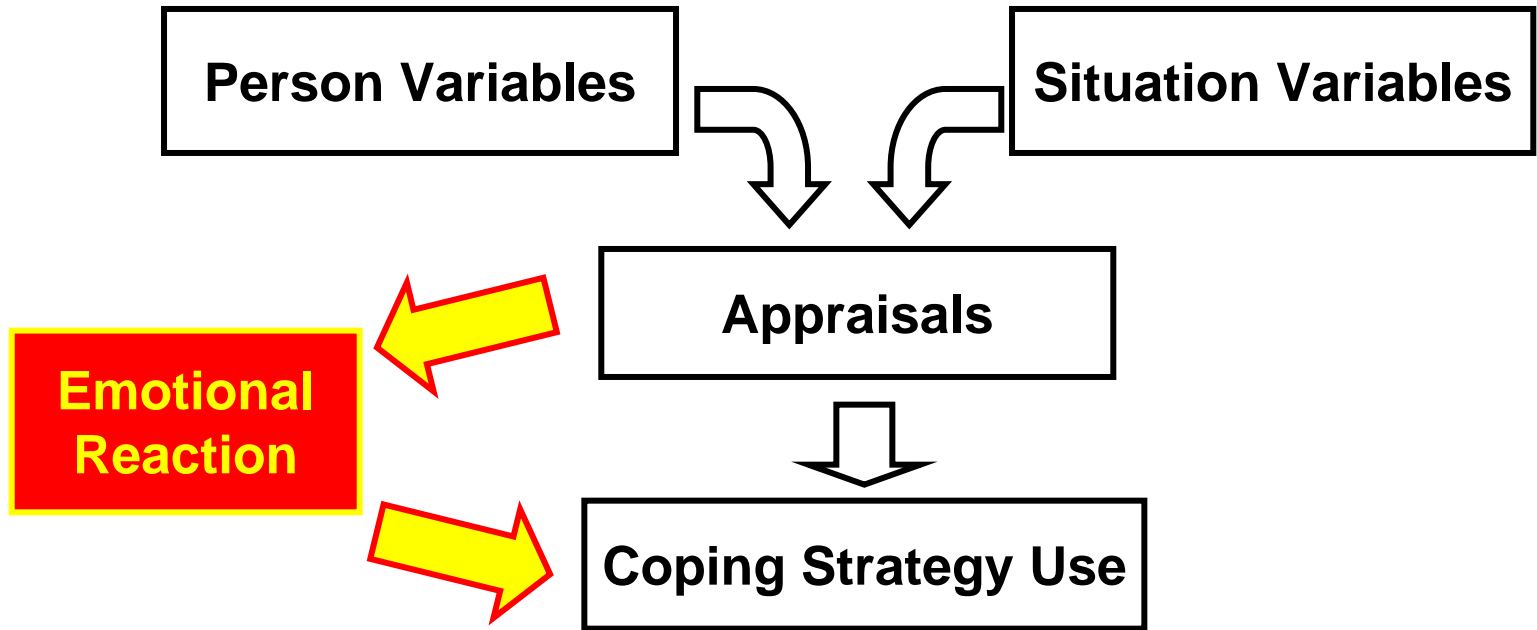 Person Variables
Situation Variables
Appraisals
Emotional
Reaction
Coping Strategy Use